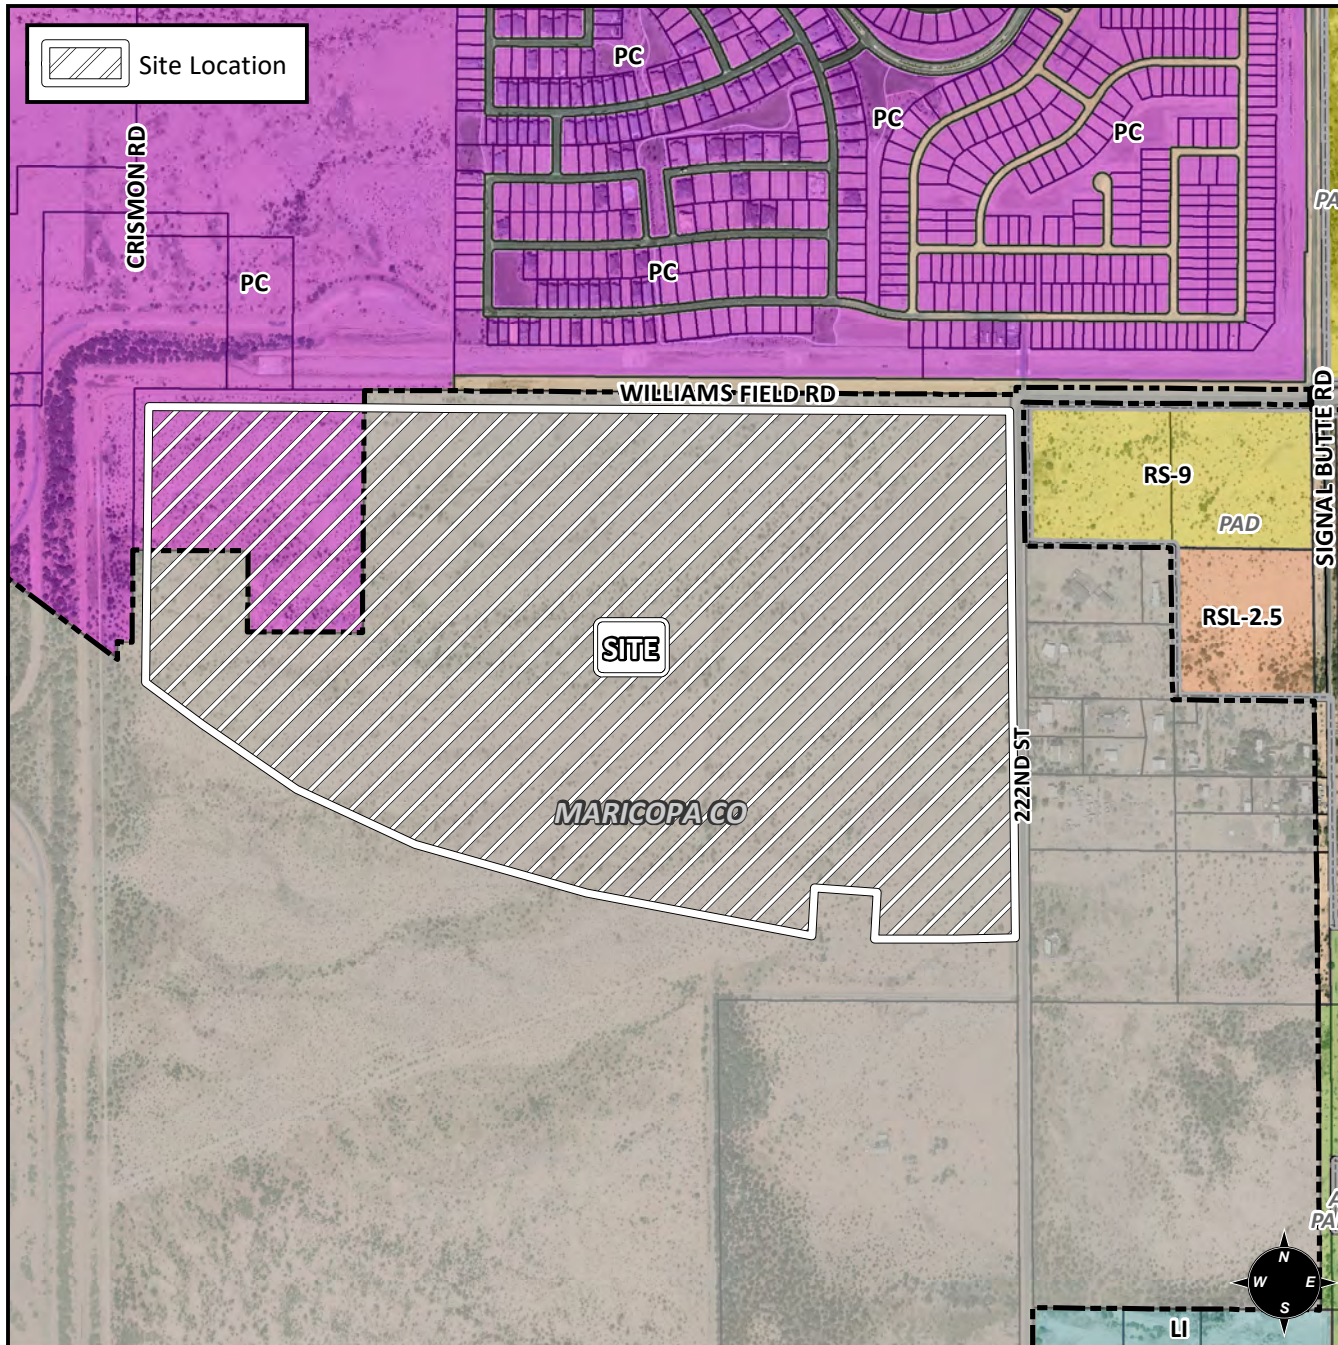 Site Location
PC
PC
PC
CRISMON RD
PC
PC
WILLIAMS FIELD RD
SIGNAL BUTTE RD
RS-9
PAD
RSL-2.5
SITE
222ND ST
MARICOPA CO
N
W E
S
LI